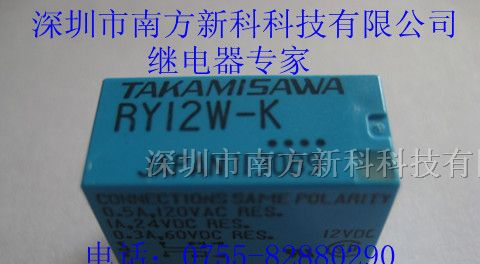 深圳市南方新科科技有限公司
继电器专家
TAKAMISAWA
RY12W-K
深圳市南方新科科技有
CONNECTIONS SAME POLARITY
0.5A,120VAC RES.
1A,24VDC RES.
0.3A,60VDC RES. 12VDC
电话: 0755-82880290